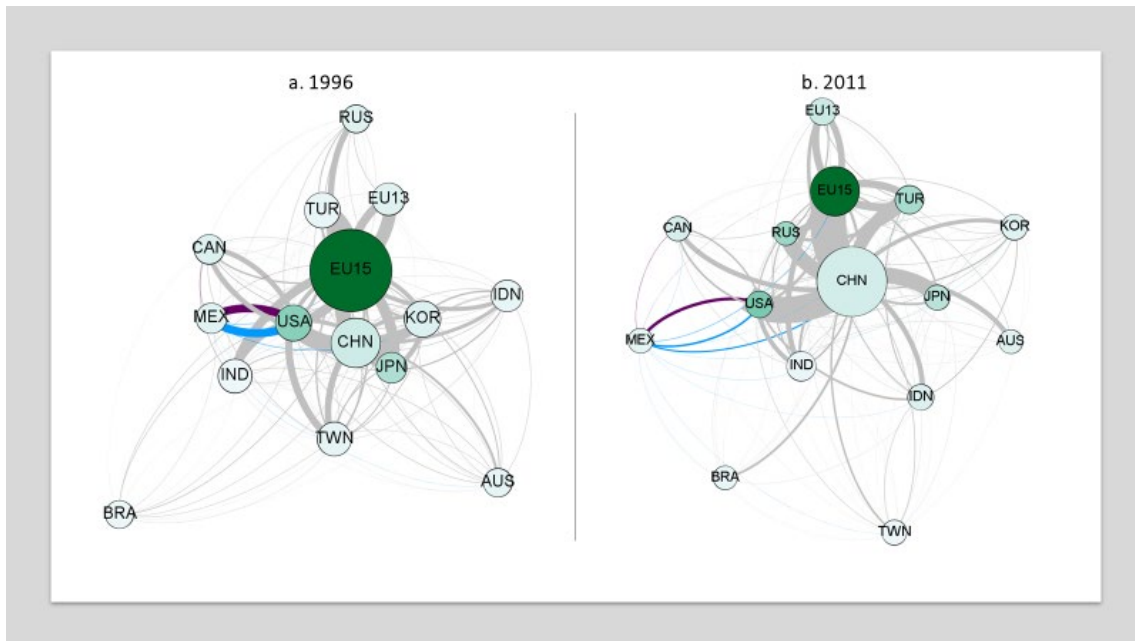 a. 1996
RUS
TUR
EU13
CAN
EU15
MEX
USA
KOR
IDN
CHN
IND
JPN
TWN
AUS
BRA
b. 2011
EU13
EU15
TUR
CAN
RUS
KOR
CHN
USA
JPN
MEX
AUS
IND
IDN
BRA
TWN